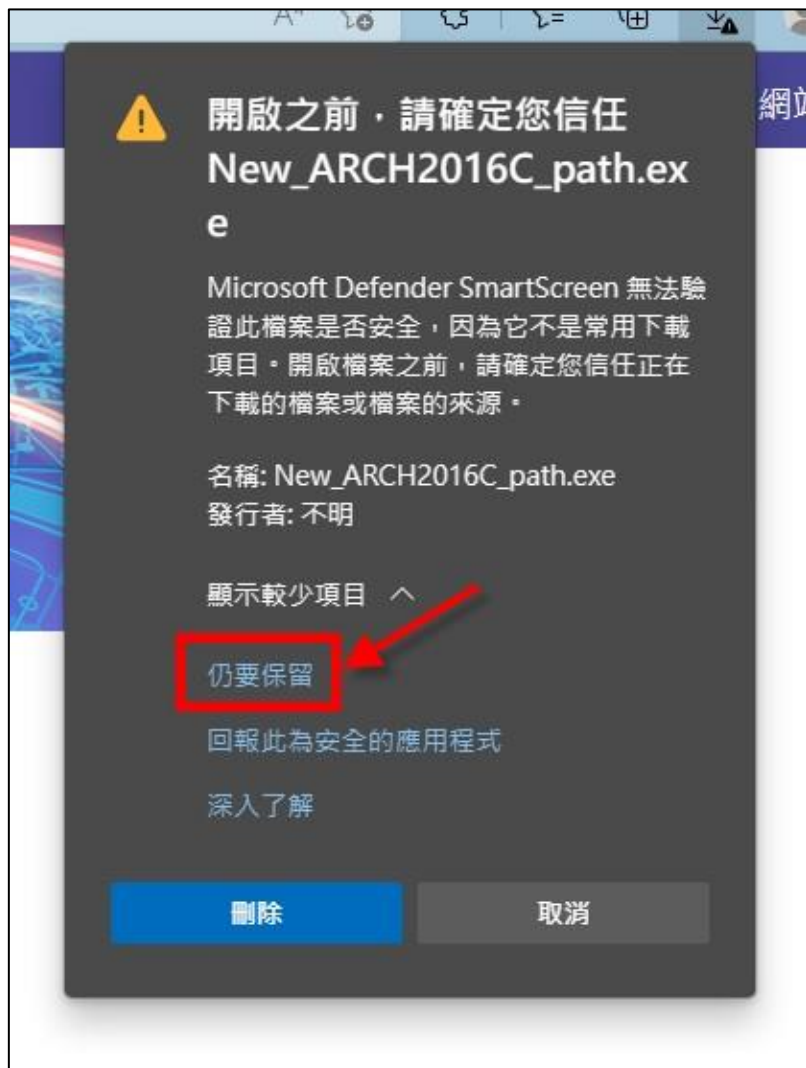 網
開啟之前，請確定您信任
New_ARCH2016C_path.ex
e
Microsoft Defender SmartScreen 無法驗
證此檔案是否安全，因為它不是常用下載
項目。開啟檔案之前，請確定您信任正在
下載的檔案或檔案的來源。
名稱: New_ARCH2016C_path.exe
發行者: 不明
顯示較少項目
仍要保留
回報此為安全的應用程式
深入了解
刪除
取消